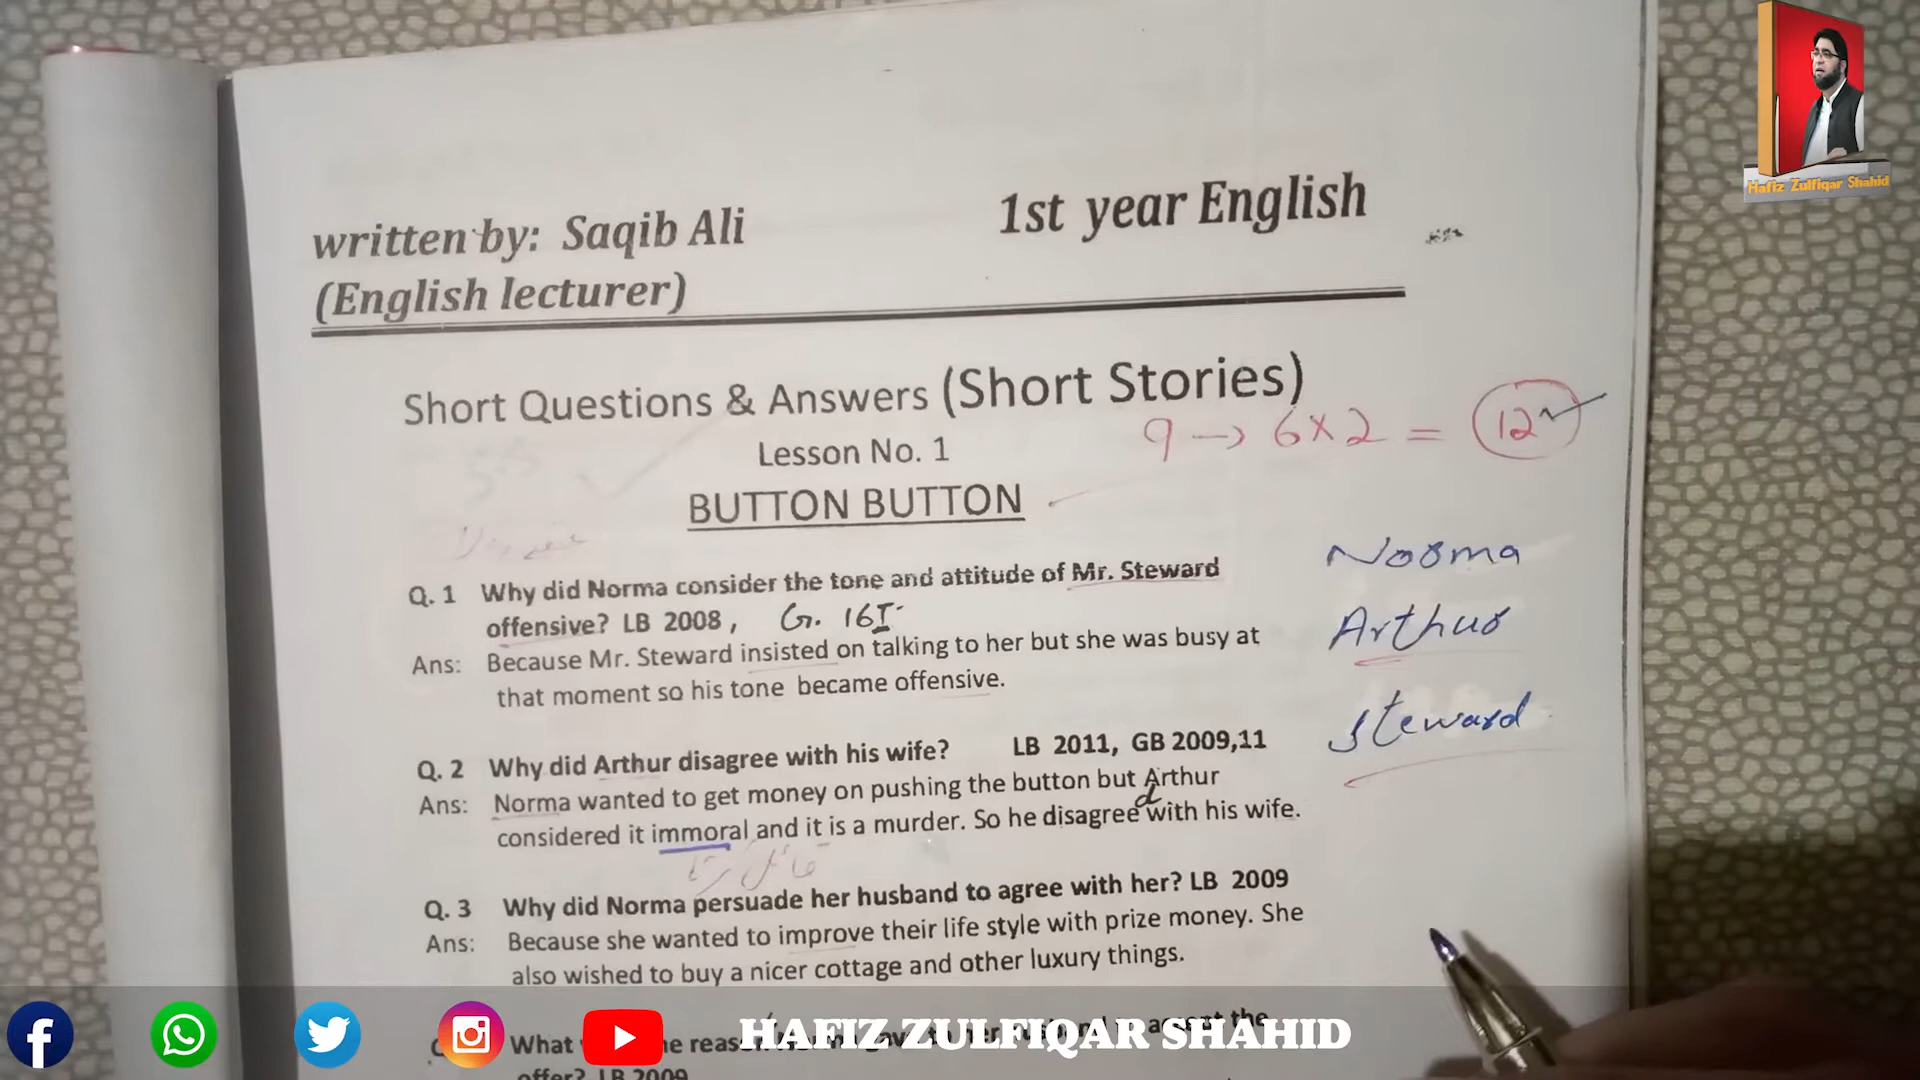 Hafiz Zulfiqar Shahid
written by: Saqib Ali
1st year English
(English lecturer)
Short Questions & Answers (Short Stories)
9 → 6 x 2 = 12
Lesson No. 1
BUTTON BUTTON
Norma
Arthur
Steward
Q. 1 Why did Norma consider the tone and attitude of Mr. Steward
offensive? LB 2008, G. 16I
Ans: Because Mr. Steward insisted on talking to her but she was busy at
that moment so his tone became offensive.
Q. 2 Why did Arthur disagree with his wife? LB 2011, GB 2009,11
Ans: Norma wanted to get money on pushing the button but Arthur
considered it immoral and it is a murder. So he disagreed with his wife.
Q. 3 Why did Norma persuade her husband to agree with her? LB 2009
Ans: Because she wanted to improve their life style with prize money. She
also wished to buy a nicer cottage and other luxury things.
What
the
offer? LB 2009
HAFIZ ZULFIQAR SHAHID